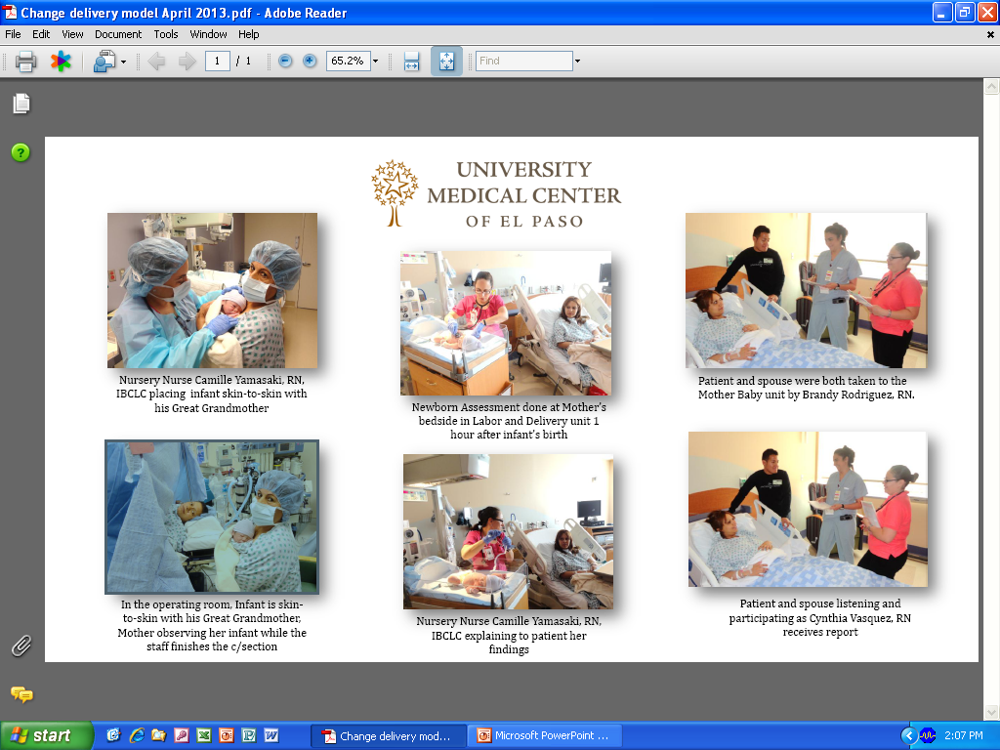 Change delivery model April 2013.pdf - Adobe Reader
File Edit View Document Tools Window Help
1 / 1 65.2% Find
UNIVERSITY
MEDICAL CENTER
OF EL PASO
Nursery Nurse Camille Yamasaki, RN,
IBCLC placing infant skin-to-skin with
his Great Grandmother
In the operating room, Infant is skin-
to-skin with his Great Grandmother,
Mother observing her infant while the
staff finishes the c/section
Newborn Assessment done at Mother's
bedside in Labor and Delivery unit 1
hour after infant's birth
Nursery Nurse Camille Yamasaki, RN,
IBCLC explaining to patient her
findings
Patient and spouse were both taken to the
Mother Baby unit by Brandy Rodriguez, RN.
Patient and spouse listening and
participating as Cynthia Vasquez, RN
receives report
start Change delivery mod... Microsoft PowerPoint ... 2:07 PM